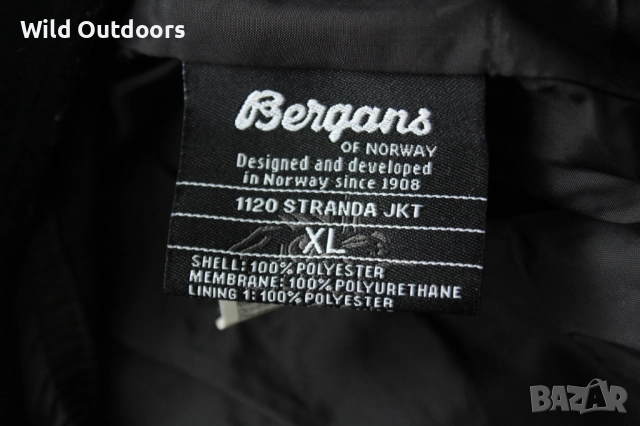 Wild Outdoors
Bergans
OF NORWAY
Designed and developed
in Norway since 1908
1120 STRANDA JKT
XL
SHELL: 100% POLYESTER
MEMBRANE: 100% POLYURETHANE
LINING 1: 100% POLYESTER
BAZAR